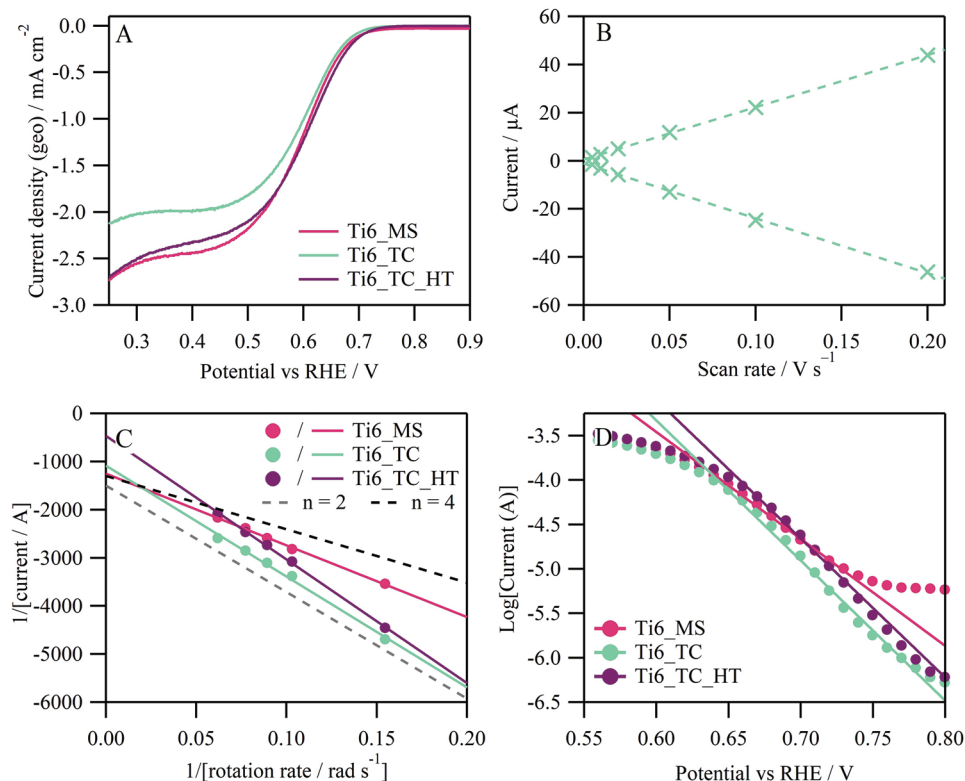 A
Current density (geo) / mA cm⁻²
0.0
-0.5
-1.0
-1.5
-2.0
-2.5
-3.0
Ti6_MS
Ti6_TC
Ti6_TC_HT
0.3 0.4 0.5 0.6 0.7 0.8 0.9
Potential vs RHE / V
B
Current / µA
60
40
20
0
-20
-40
-60
0.00 0.05 0.10 0.15 0.20
Scan rate / V s⁻¹
C
1/[current / A]
0
-1000
-2000
-3000
-4000
-5000
-6000
/ Ti6_MS
/ Ti6_TC
/ Ti6_TC_HT
n = 2 n = 4
0.00 0.05 0.10 0.15 0.20
1/[rotation rate / rad s⁻¹]
D
Log[Current (A)]
-3.5
-4.0
-4.5
-5.0
-5.5
-6.0
-6.5
Ti6_MS
Ti6_TC
Ti6_TC_HT
0.55 0.60 0.65 0.70 0.75 0.80
Potential vs RHE / V